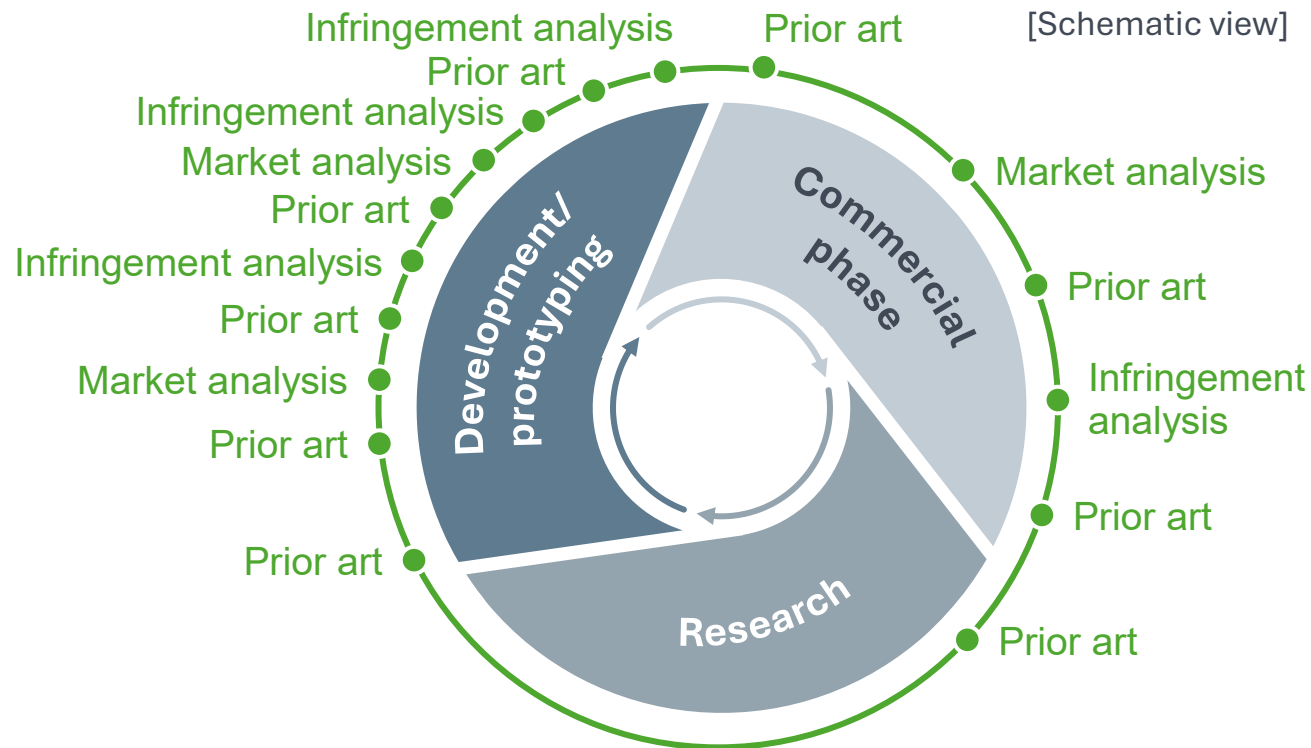 [Schematic view]
Infringement analysis
Prior art
Infringement analysis
Market analysis
Prior art
Infringement analysis
Prior art
Market analysis
Prior art
Prior art
Prior art
Market analysis
Prior art
Infringement
analysis
Prior art
Prior art
Development/
prototyping
Commercial
phase
Research